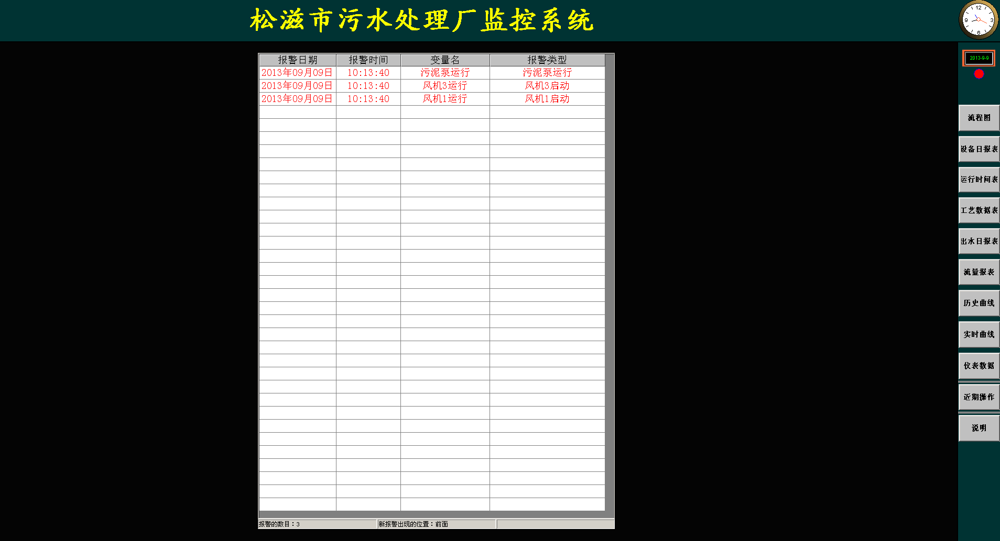 松滋市污水处理厂监控系统
12
9 3
6
2013-9-9
报警日期 报警时间 变量名 报警类型
2013年09月09日 10:13:40 污泥泵运行 污泥泵运行
2013年09月09日 10:13:40 风机3运行 风机3启动
2013年09月09日 10:13:40 风机1运行 风机1启动
报警的数目：3 新报警出现的位置：前面
流程图
设备日报表
运行时间表
工艺数据表
出水日报表
流量报表
历史曲线
实时曲线
仪表数据
近期操作
说明